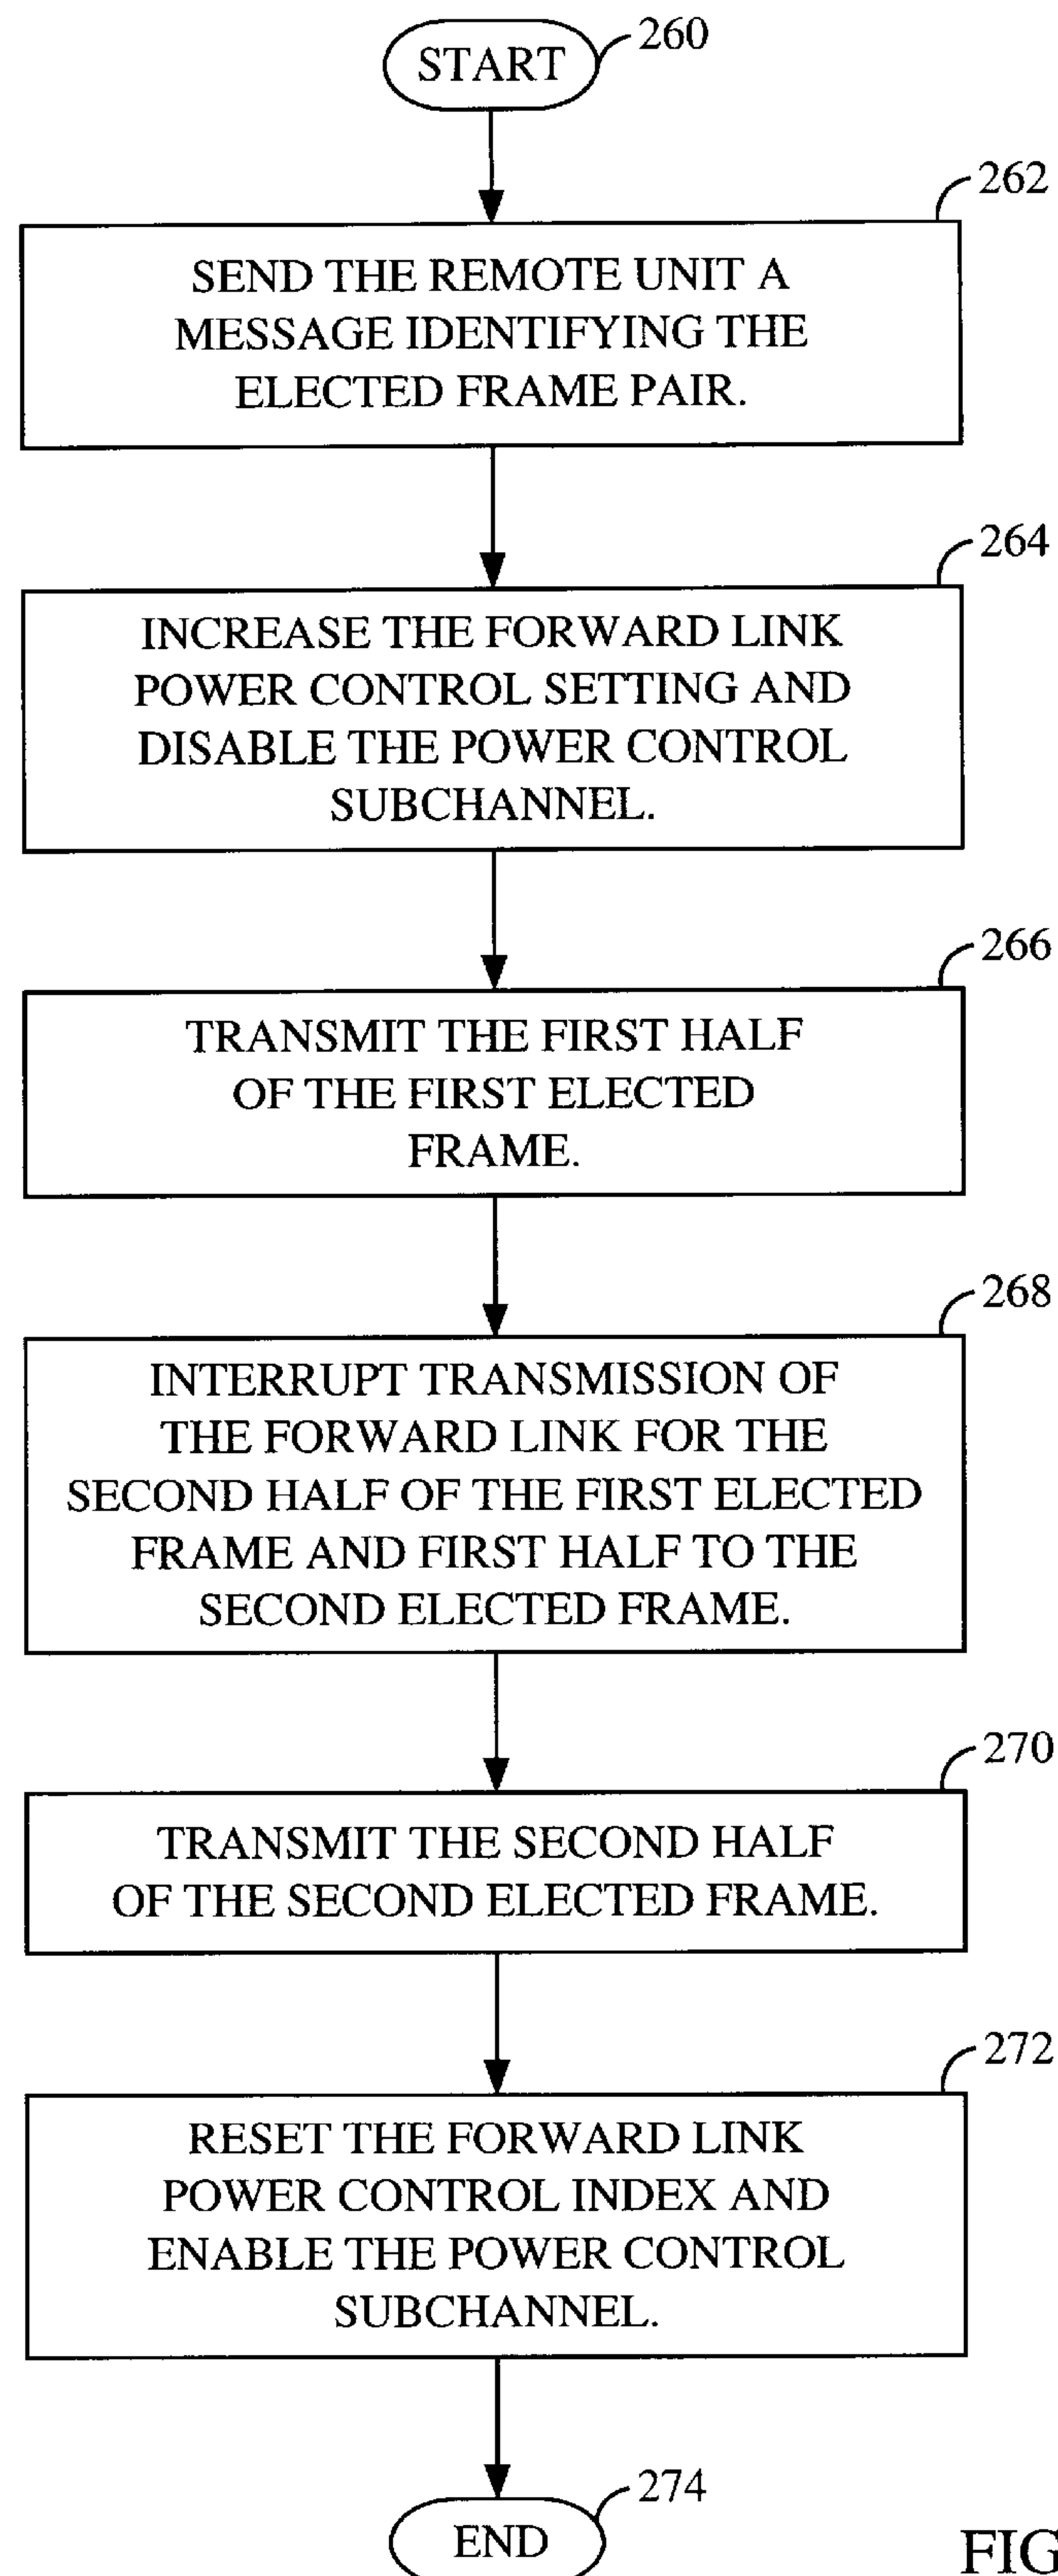 START
260
262
SEND THE REMOTE UNIT A
MESSAGE IDENTIFYING THE
ELECTED FRAME PAIR.
264
INCREASE THE FORWARD LINK
POWER CONTROL SETTING AND
DISABLE THE POWER CONTROL
SUBCHANNEL.
266
TRANSMIT THE FIRST HALF
OF THE FIRST ELECTED
FRAME.
268
INTERRUPT TRANSMISSION OF
THE FORWARD LINK FOR THE
SECOND HALF OF THE FIRST ELECTED
FRAME AND FIRST HALF TO THE
SECOND ELECTED FRAME.
270
TRANSMIT THE SECOND HALF
OF THE SECOND ELECTED FRAME.
272
RESET THE FORWARD LINK
POWER CONTROL INDEX AND
ENABLE THE POWER CONTROL
SUBCHANNEL.
274
END
FIG